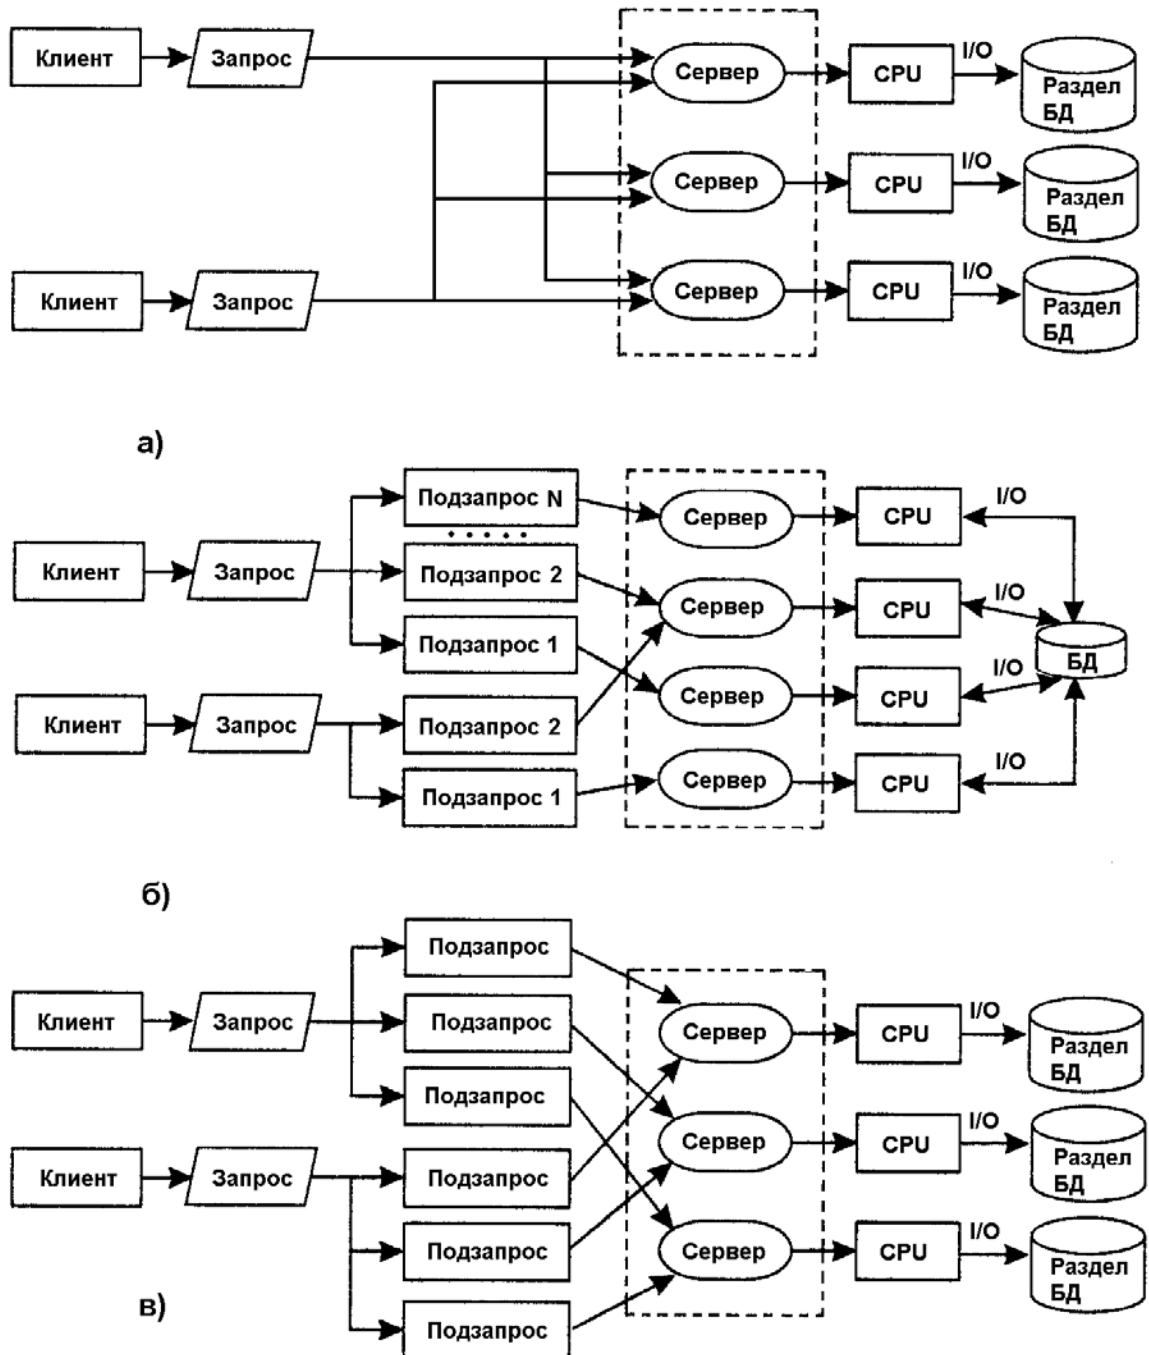 Клиент
Запрос
Сервер
CPU
I/O
Раздел
БД
Сервер
CPU
I/O
Раздел
БД
Клиент
Запрос
Сервер
CPU
I/O
Раздел
БД
а)
Подзапрос N
Сервер
CPU
I/O
Клиент
Запрос
Подзапрос 2
Сервер
CPU
I/O
Подзапрос 1
БД
Сервер
CPU
I/O
Клиент
Запрос
Подзапрос 2
Сервер
CPU
I/O
Подзапрос 1
б)
Подзапрос
Клиент
Запрос
Подзапрос
Сервер
CPU
I/O
Раздел
БД
Подзапрос
Сервер
CPU
I/O
Раздел
БД
Клиент
Запрос
Подзапрос
Подзапрос
Сервер
CPU
I/O
Раздел
БД
в)
Подзапрос